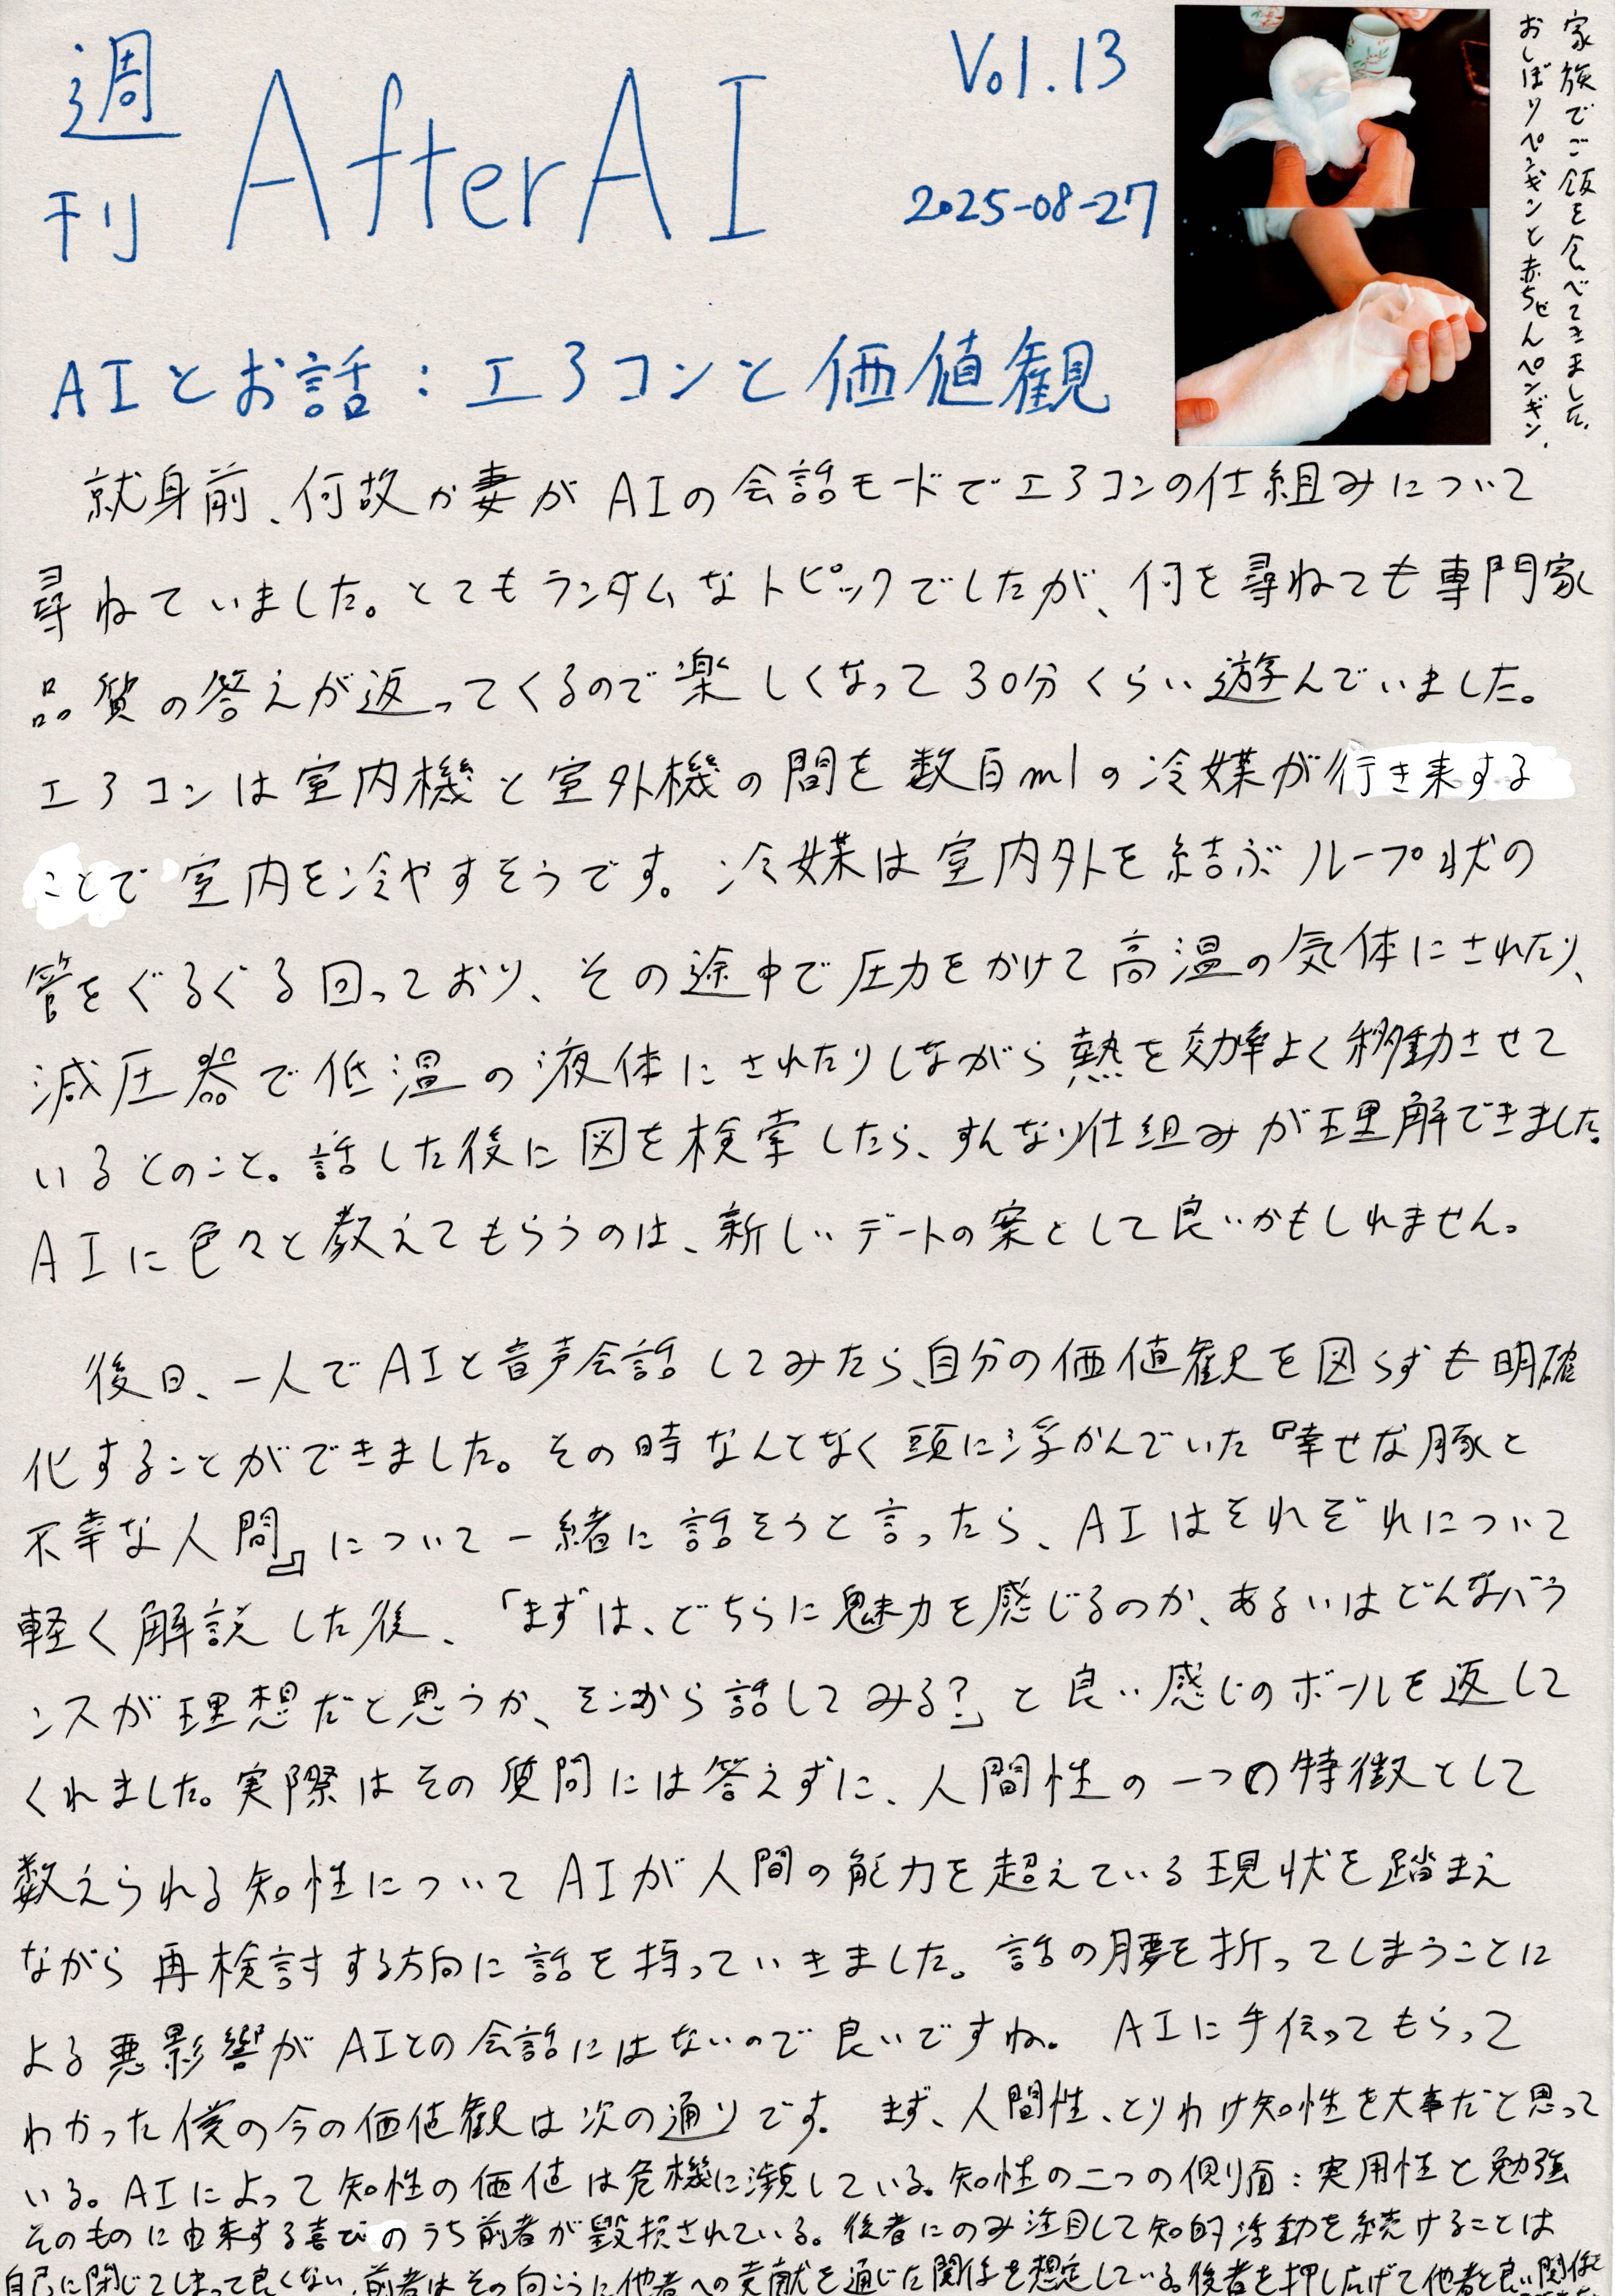 週刊 AfterAI
Vol.13
2025-08-27
家族でご飯を食べてきました。
おしぼりペンギンと赤ちゃんペンギン.
AIとお話:エアコンと価値観
就身前、何故か妻がAIの会話モードでエアコンの仕組みについて
尋ねていました。とてもランダムなトピックでしたが、何を尋ねても専門家
品質の答えが返ってくるので楽しくなって30分くらい遊んでいました。
エアコンは室内機と室外機の間を数百mlの冷媒が行き来する
ことで室内を冷やすそうです。冷媒は室内外を結ぶループ状の
管をぐるぐる回っており、その途中で圧力をかけて高温の気体にされたり、
減圧器で低温の液体にされたりしながら熱を効率よく移動させて
いるとのこと。話した後に図を検索したら、すんなり仕組みが理解できました。
AIに色々と教えてもらうのは、新しいデートの案として良いかもしれません。
後日、一人でAIと音声会話してみたら、自分の価値観を図らずも明確
化することができました。その時なんとなく頭に浮かんでいた『幸せな豚と
不幸な人間』について一緒に話そうと言ったら、AIはそれぞれについて
軽く解説した後、「まずは、どちらに魅力を感じるのか、あるいはどんなバラ
ンスが理想だと思うか、そこから話してみる?」と良い感じのボールを返して
くれました。実際はその質問には答えずに、人間性の一つの特徴として
数えられる知性についてAIが人間の能力を超えている現状を踏まえ
ながら再検討する方向に話を持っていきました。話の腰を折ってしまうことに
よる悪影響がAIとの会話にはないので良いですね。AIに手伝ってもらって
わかった僕の今の価値観は次の通りです。まず、人間性、とりわけ知性を大事だと思って
いる。AIによって知性の価値は危機に瀕している。知性の二つの側面:実用性と勉強
そのものに由来する喜びのうち前者が毀損されている。後者にのみ注目して知的活動を続けることは
自己に閉じてしまって良くない。前者はその向こうに他者への貢献を通じた関係を想定している。後者を押し広げて他者と良い関係を